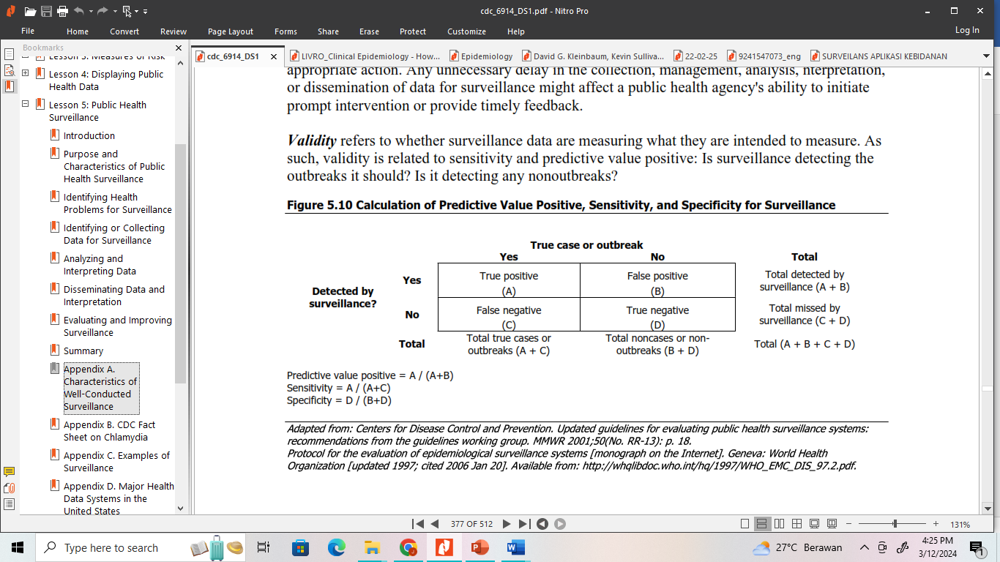 cdc_6914_DS1.pdf - Nitro Pro
File Home Convert Review Page Layout Forms Share Erase Protect Customize Help Log In
Bookmarks
Lesson 3: Measures of Risk
Lesson 4: Displaying Public
Health Data
Lesson 5: Public Health
Surveillance
Introduction
Purpose and
Characteristics of Public
Health Surveillance
Identifying Health
Problems for Surveillance
Identifying or Collecting
Data for Surveillance
Analyzing and
Interpreting Data
Disseminating Data and
Interpretation
Evaluating and Improving
Surveillance
Summary
Appendix A.
Characteristics of
Well-Conducted
Surveillance
Appendix B. CDC Fact
Sheet on Chlamydia
Appendix C. Examples of
Surveillance
Appendix D. Major Health
Data Systems in the
United States
cdc_6914_DS1 LIVRO_Clinical Epidemiology - How... Epidemiology David G. Kleinbaum, Kevin Sulliva... 22-02-25 9241547073_eng SURVEILANS APLIKASI KEBIDANAN
appropriate action. Any unnecessary delay in the collection, management, analysis, nterpretation,
or dissemination of data for surveillance might affect a public health agency's ability to initiate
prompt intervention or provide timely feedback.
Validity refers to whether surveillance data are measuring what they are intended to measure. As
such, validity is related to sensitivity and predictive value positive: Is surveillance detecting the
outbreaks it should? Is it detecting any nonoutbreaks?
Figure 5.10 Calculation of Predictive Value Positive, Sensitivity, and Specificity for Surveillance
True case or outbreak
Yes No Total
Detected by
surveillance?
Yes
True positive
(A)
False positive
(B)
Total detected by
surveillance (A + B)
No
False negative
(C)
True negative
(D)
Total missed by
surveillance (C + D)
Total
Total true cases or
outbreaks (A + C)
Total noncases or non-
outbreaks (B + D)
Total (A + B + C + D)
Predictive value positive = A / (A+B)
Sensitivity = A / (A+C)
Specificity = D / (B+D)
Adapted from: Centers for Disease Control and Prevention. Updated guidelines for evaluating public health surveillance systems:
recommendations from the guidelines working group. MMWR 2001;50(No. RR-13): p. 18.
Protocol for the evaluation of epidemiological surveillance systems [monograph on the Internet]. Geneva: World Health
Organization [updated 1997; cited 2006 Jan 20]. Available from: http://whqlibdoc.who.int/hq/1997/WHO_EMC_DIS_97.2.pdf.
377 OF 512
131%
Type here to search
27°C Berawan
4:25 PM
3/12/2024
1